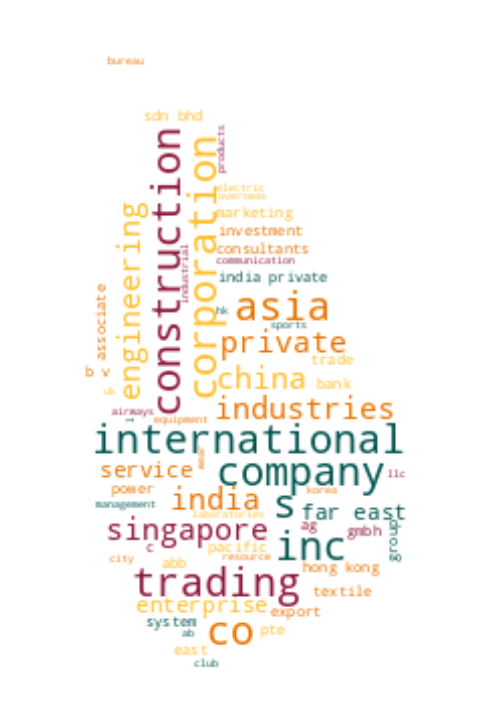 bureau
sdn bhd
construction
corporation
products
electric
overseas
engineering
marketing
investment
consultants
communication
industrial
india private
associate
asia
hk
sports
private
trade
b v
china
bank
uk
industries
airways
l
equipment
international
wear
service
company
llc
power
india
korea
management
s
far east
laboratories
singapore
ag
gmbh
group
inc
c
pacific
resource
city
abb
hong kong
trading
textile
enterprise
export
system
co
pte
ab
east
club